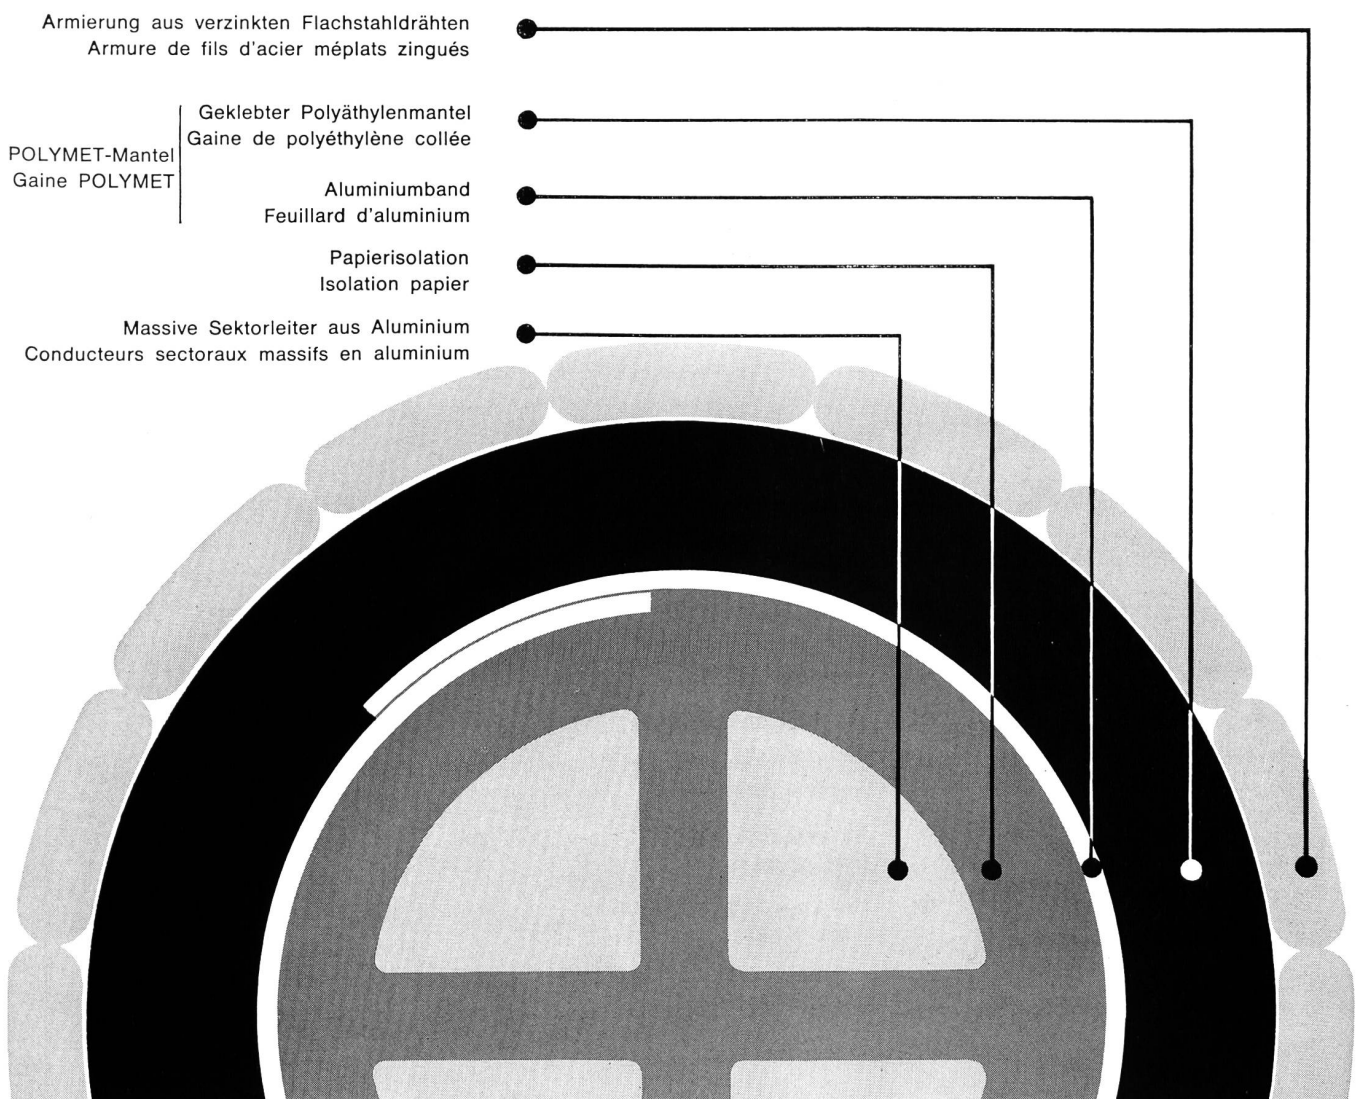 Armierung aus verzinkten Flachstahldrähten
Armure de fils d'acier méplats zingués
Geklebter Polyäthylenmantel
Gaine de polyéthylène collée
POLYMET-Mantel
Gaine POLYMET
Aluminiumband
Feuillard d'aluminium
Papierisolation
Isolation papier
Massive Sektorleiter aus Aluminium
Conducteurs sectoraux massifs en aluminium